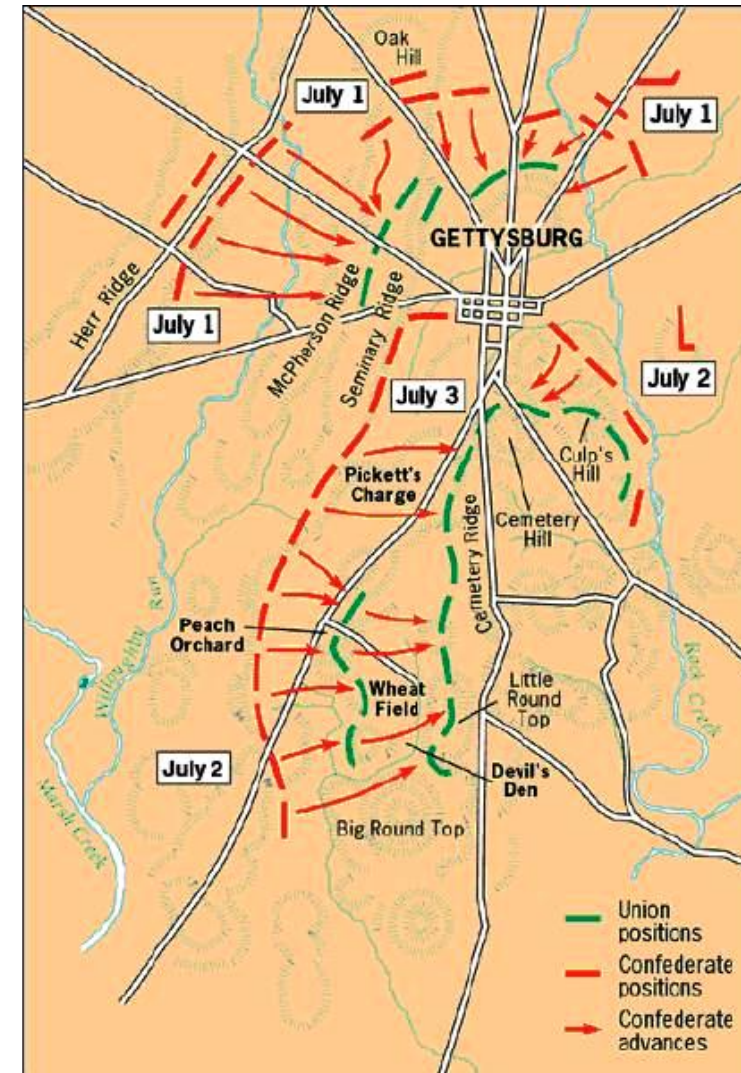 Oak
Hill
July 1
July 1
GETTYSBURG
Herr Ridge
McPherson Ridge
Seminary Ridge
July 1
July 2
July 3
Culp's
Hill
Pickett's
Charge
Cemetery
Hill
Cemetery Ridge
Willoughby Run
Peach
Orchard
Rock Creek
Wheat
Field
Little
Round
Top
July 2
Devil's
Den
Marsh Creek
Big Round Top
Union
positions
Confederate
positions
Confederate
advances